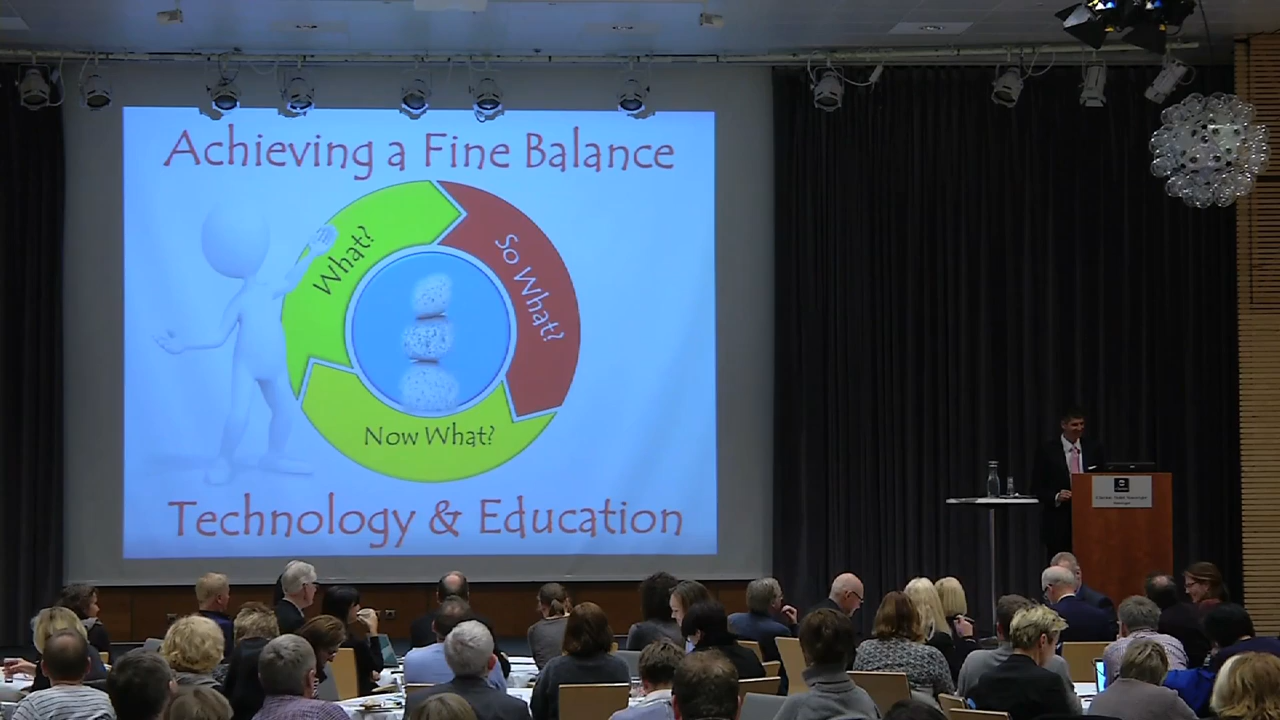 Achieving a Fine Balance
What?
So What?
Now What?
Technology & Education